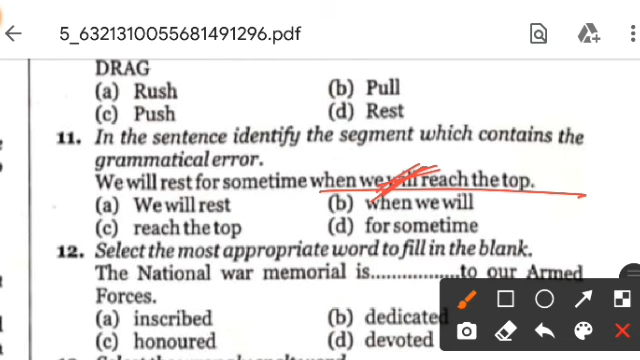 5_6321310055681491296.pdf
DRAG
(a) Rush (b) Pull
(c) Push (d) Rest
11. In the sentence identify the segment which contains the
grammatical error.
We will rest for sometime when we will reach the top.
(a) We will rest (b) when we will
(c) reach the top (d) for sometime
12. Select the most appropriate word to fill in the blank.
The National war memorial is.................to our Armed
Forces.
(a) inscribed (b) dedicated
(c) honoured (d) devoted